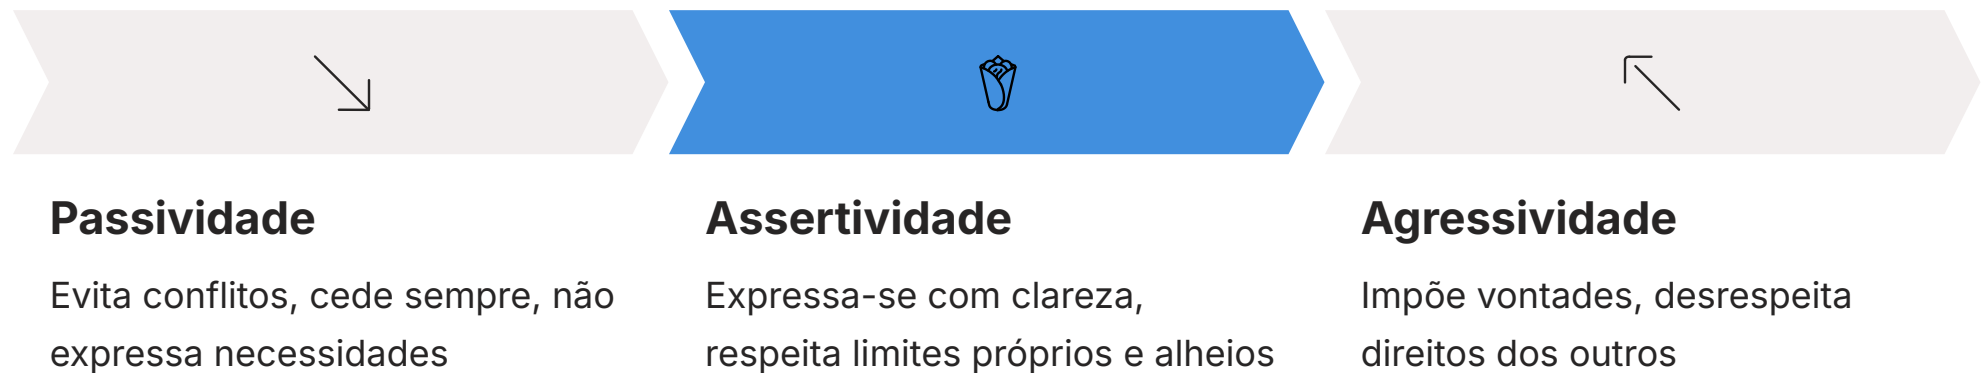 Passividade
Evita conflitos, cede sempre, não
expressa necessidades
Assertividade
Expressa-se com clareza,
respeita limites próprios e alheios
Agressividade
Impõe vontades, desrespeita
direitos dos outros